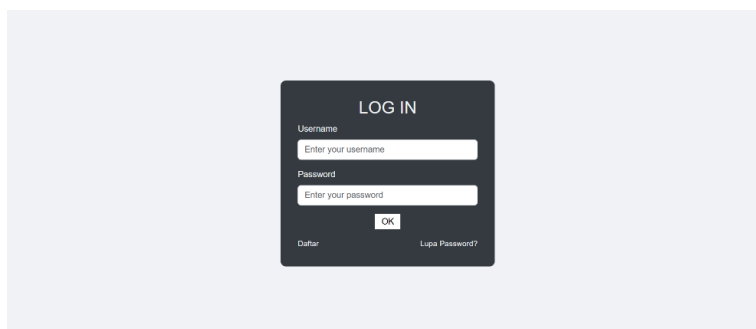 LOG IN
Username
Enter your username
Password
Enter your password
OK
Daftar Lupa Password?